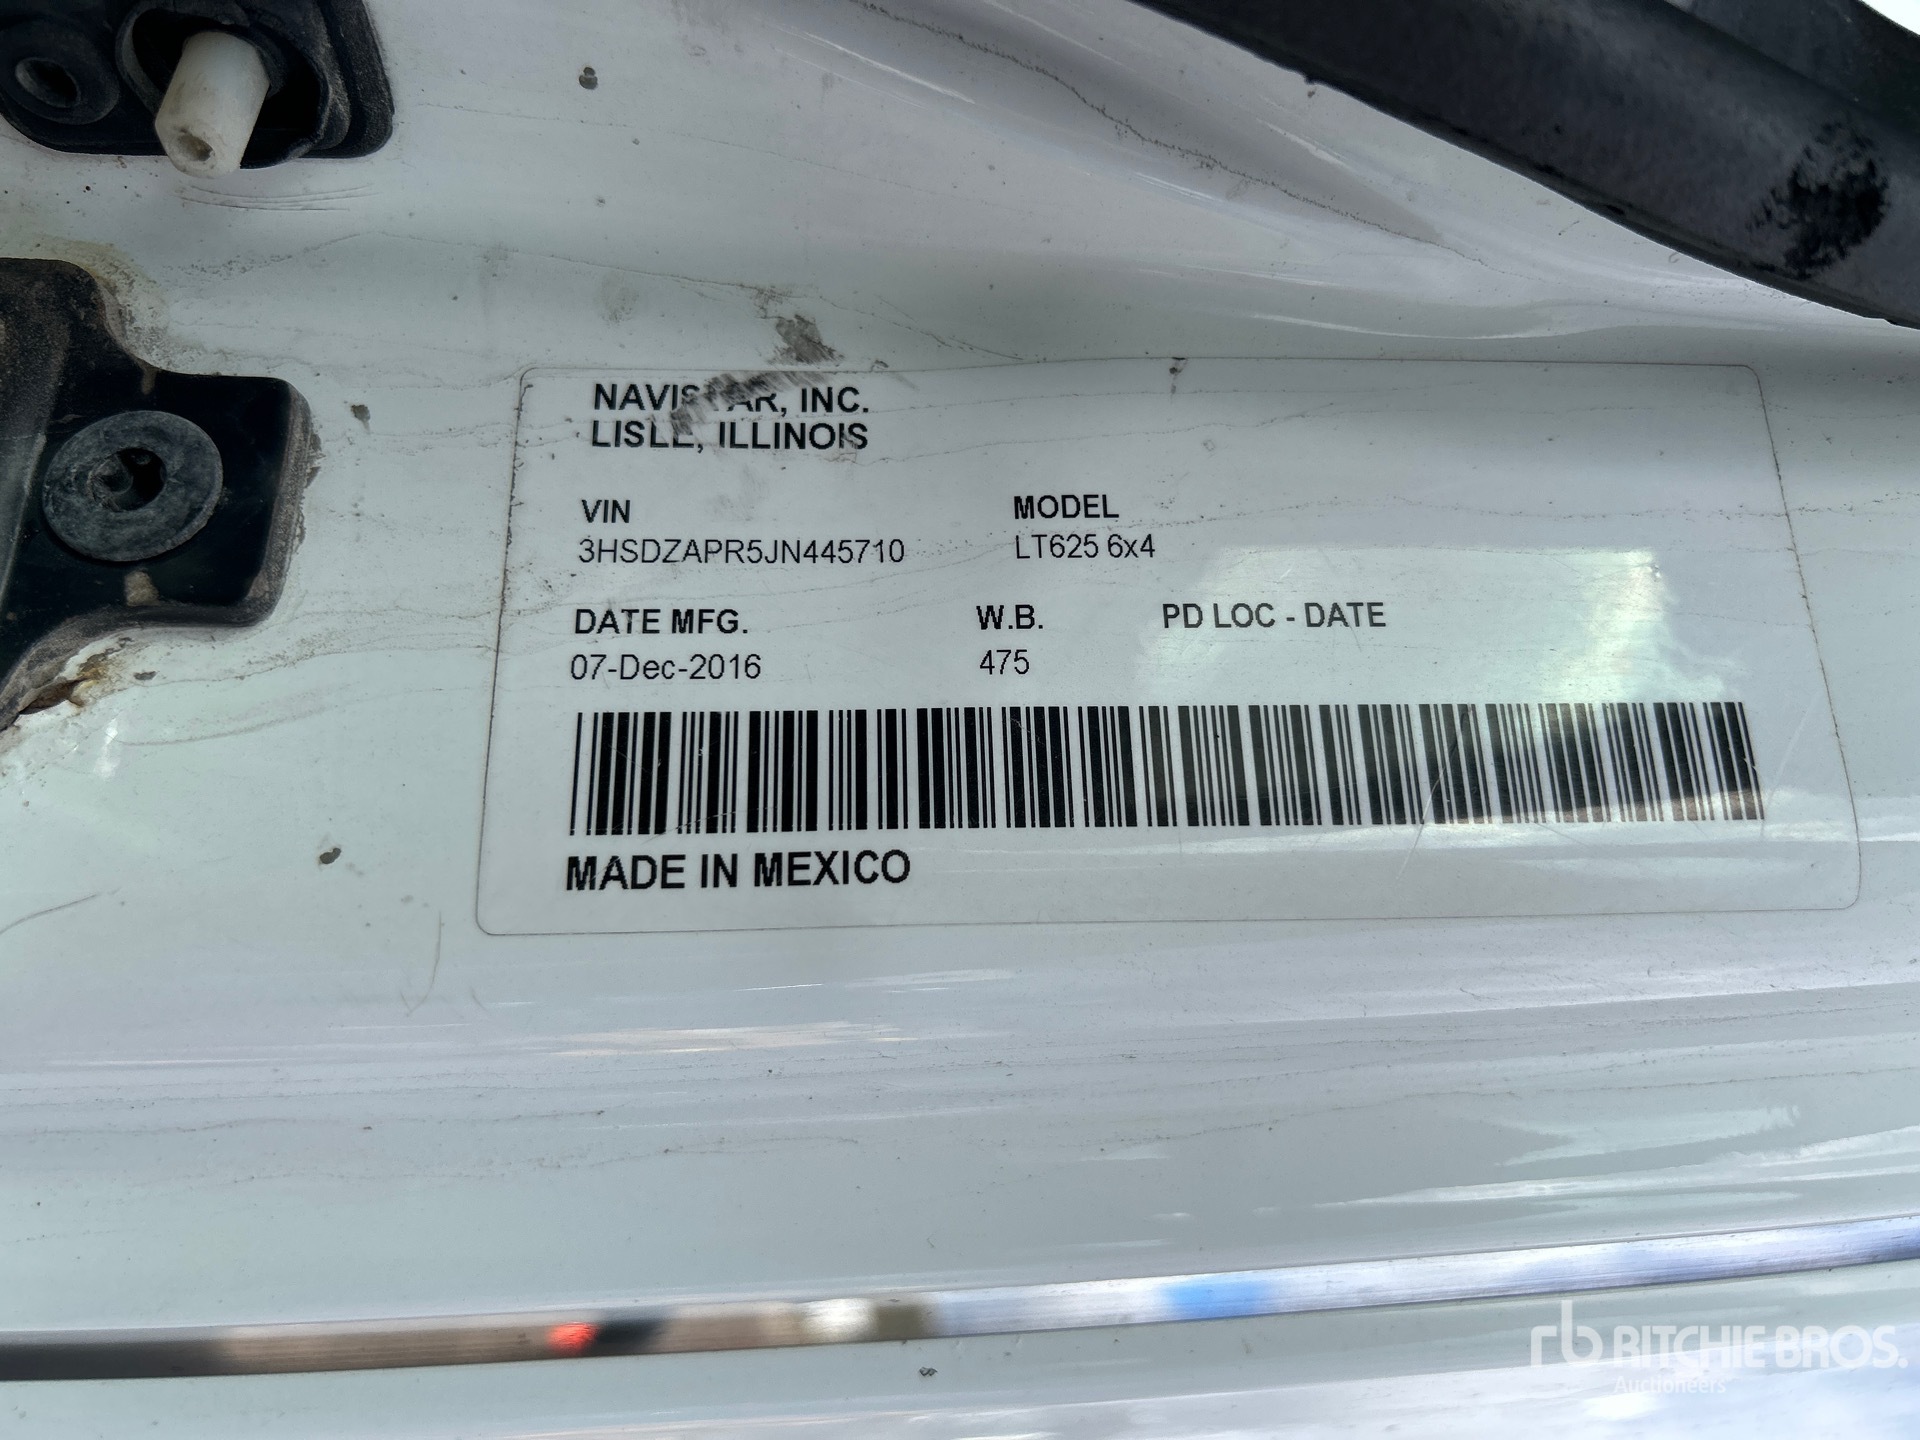 NAVISTAR, INC.
LISLE, ILLINOIS
VIN MODEL
3HSDZAPR5JN445710 LT625 6x4
DATE MFG. W.B. PD LOC - DATE
07-Dec-2016 475
MADE IN MEXICO
rb RITCHIE BROS.
Auctioneers